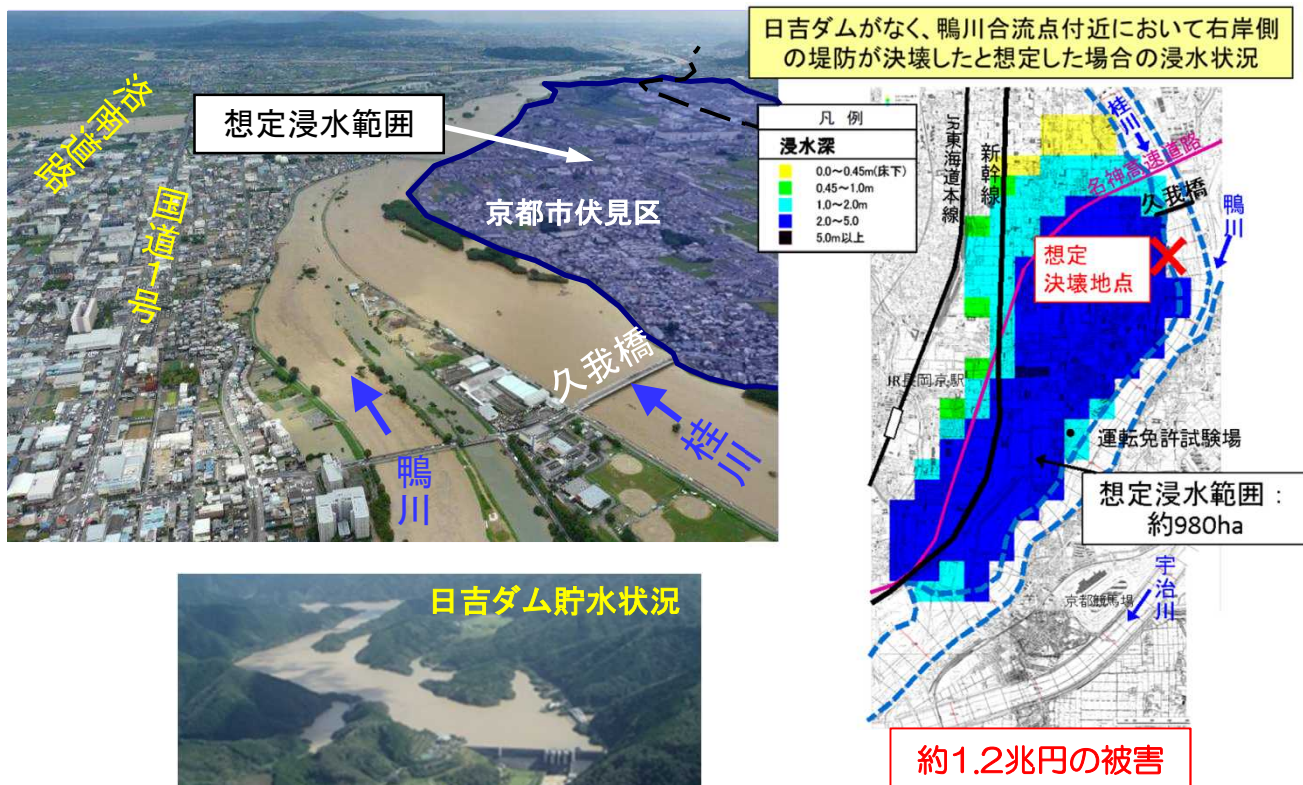 洛南道路
国道1号
想定浸水範囲
京都市伏見区
久我橋
鴨川
桂川
日吉ダム貯水状況
日吉ダムがなく、鴨川合流点付近において右岸側
の堤防が決壊したと想定した場合の浸水状況
凡 例
浸水深
0.0～0.45m(床下)
0.45～1.0m
1.0～2.0m
2.0～5.0
5.0m以上
JR東海道本線
新幹線
桂川
名神高速道路
久我橋
鴨川
想定
決壊地点
JR長岡京駅
運転免許試験場
想定浸水範囲：
約980ha
宇治川
京都競馬場
約1.2兆円の被害